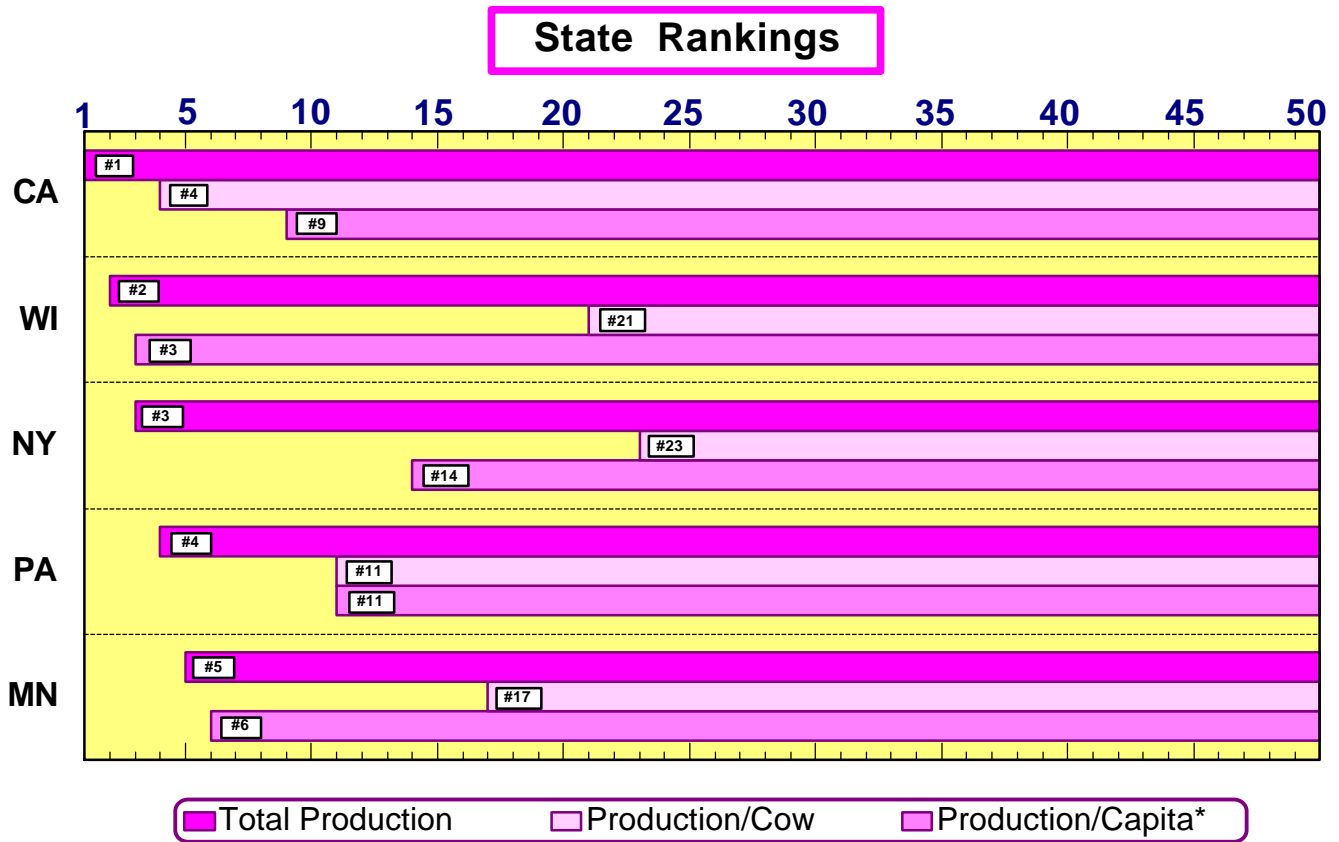 State Rankings
1 5 10 15 20 25 30 35 40 45 50
CA
#1
#4
#9
WI
#2
#21
#3
NY
#3
#23
#14
PA
#4
#11
#11
MN
#5
#17
#6
Total Production Production/Cow Production/Capita*